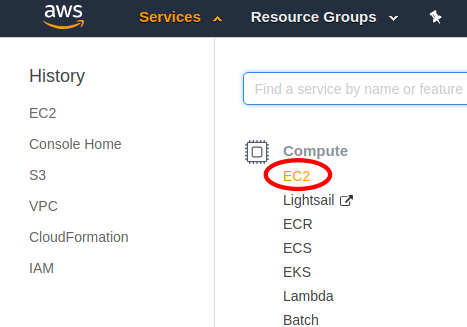 aws Services Resource Groups
History
EC2
Console Home
S3
VPC
CloudFormation
IAM
Find a service by name or feature
Compute
EC2
Lightsail
ECR
ECS
EKS
Lambda
Batch